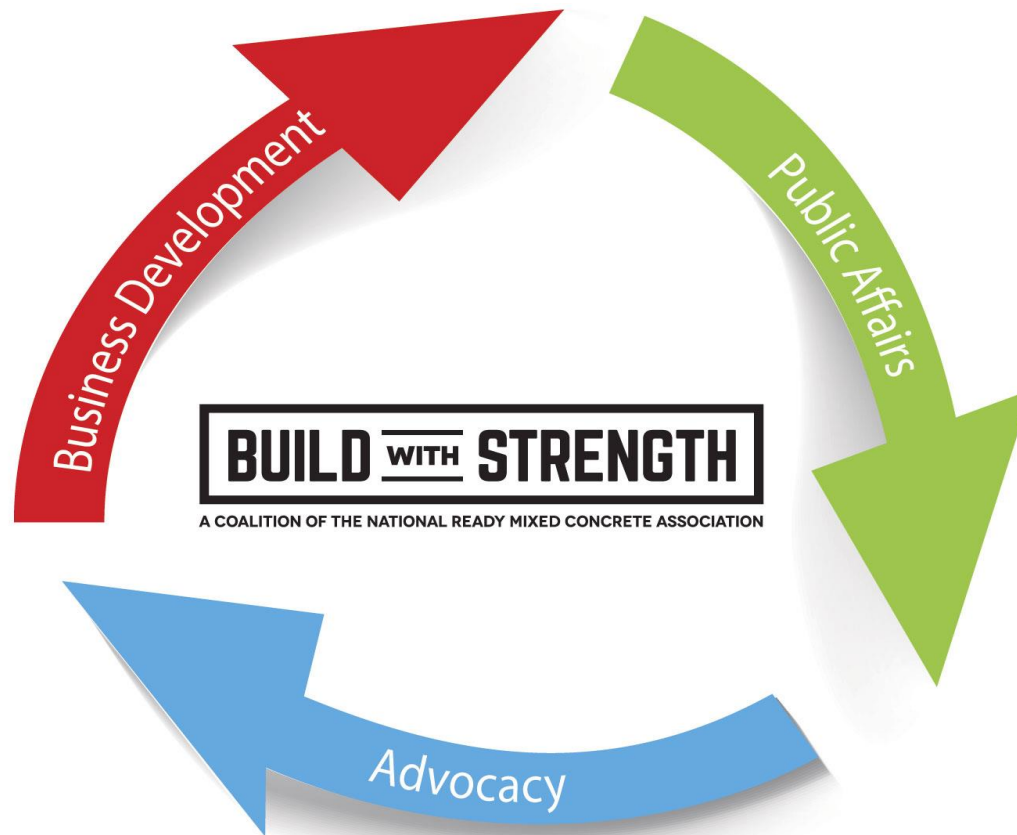 Business Development
Public Affairs
BUILD WITH STRENGTH
A COALITION OF THE NATIONAL READY MIXED CONCRETE ASSOCIATION
Advocacy